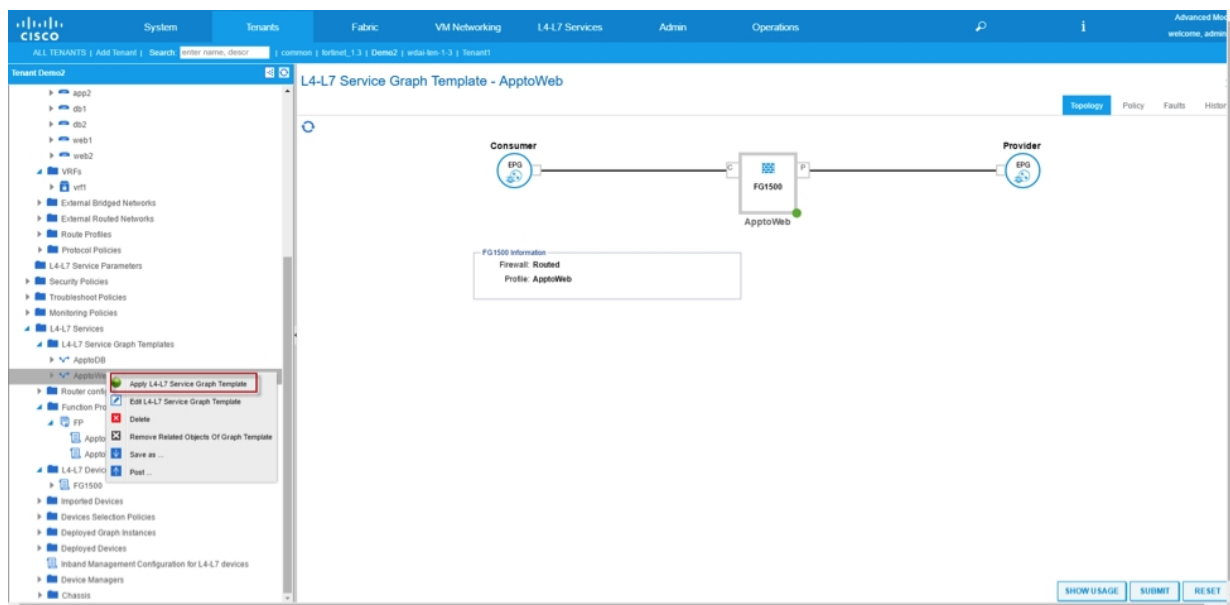 CISCO
System Tenants Fabric VM Networking L4-L7 Services Admin Operations
i
Advanced Mod
welcome, admin
ALL TENANTS | Add Tenant | Search: enter name, descr | common | fortinet_1.3 | Demo2 | wdai-ten-1-3 | Tenant1
Tenant Demo2
app2
db1
db2
web1
web2
VRFs
vrf1
External Bridged Networks
External Routed Networks
Route Profiles
Protocol Policies
L4-L7 Service Parameters
Security Policies
Troubleshoot Policies
Monitoring Policies
L4-L7 Services
L4-L7 Service Graph Templates
ApptoDB
ApptoWe
Router confi
Function Pro
FP
Appto
Appto
L4-L7 Devic
FG1500
Imported Devices
Devices Selection Policies
Deployed Graph Instances
Deployed Devices
Inband Management Configuration for L4-L7 devices
Device Managers
Chassis
Apply L4-L7 Service Graph Template
Edit L4-L7 Service Graph Template
Delete
Remove Related Objects Of Graph Template
Save as ...
Post ...
L4-L7 Service Graph Template - ApptoWeb
Topology Policy Faults Histor
Consumer
EPG
C
P
FG1500
ApptoWeb
Provider
EPG
FG1500 Information
Firewall: Routed
Profile: ApptoWeb
SHOW USAGE SUBMIT RESET